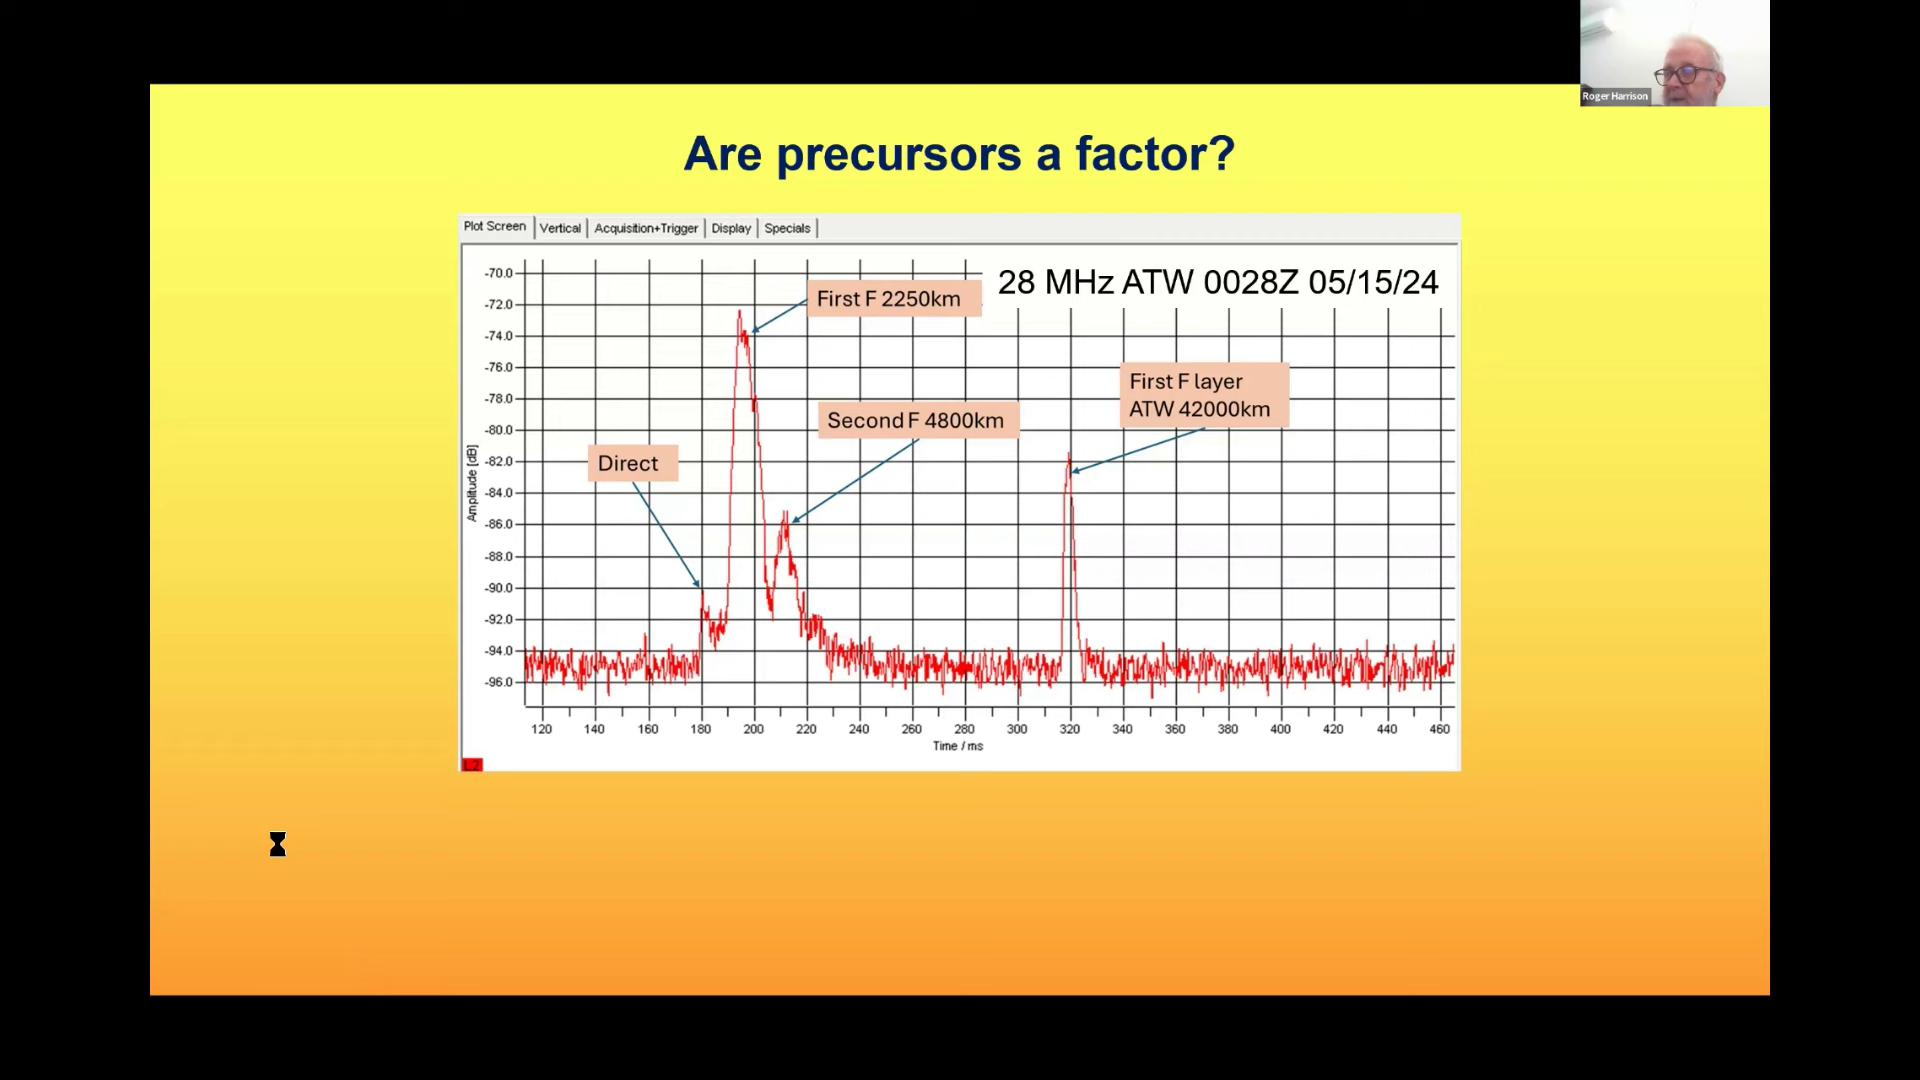 Roger Harrison
Are precursors a factor?
Plot Screen Vertical Acquisition+Trigger Display Specials
28 MHz ATW 0028Z 05/15/24
First F 2250km
First F layer
ATW 42000km
Second F 4800km
Direct
Amplitude [dB]
-70.0
-72.0
-74.0
-76.0
-78.0
-80.0
-82.0
-84.0
-86.0
-88.0
-90.0
-92.0
-94.0
-96.0
120 140 160 180 200 220 240 260 280 300 320 340 360 380 400 420 440 460
Time / ms
L2